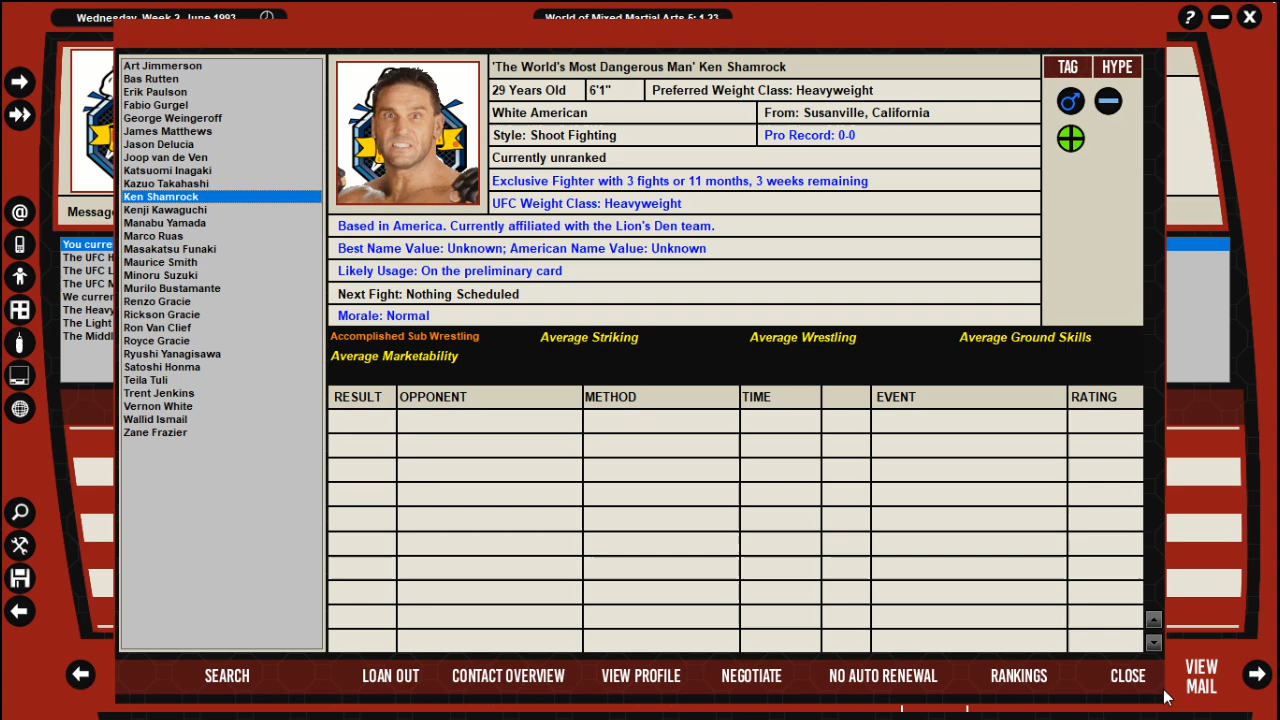 Wednesday, Week 2, June 1993
World of Mixed Martial Arts 5: 1.23
?
Art Jimmerson
Bas Rutten
Erik Paulson
Fabio Gurgel
George Weingeroff
James Matthews
Jason Delucia
Joop van de Ven
Katsuomi Inagaki
Kazuo Takahashi
Ken Shamrock
Kenji Kawaguchi
Manabu Yamada
Marco Ruas
Masakatsu Funaki
Maurice Smith
Minoru Suzuki
Murilo Bustamante
Renzo Gracie
Rickson Gracie
Ron Van Clief
Royce Gracie
Ryushi Yanagisawa
Satoshi Honma
Teila Tuli
Trent Jenkins
Vernon White
Wallid Ismail
Zane Frazier
'The World's Most Dangerous Man' Ken Shamrock
29 Years Old
6'1"
Preferred Weight Class: Heavyweight
White American
From: Susanville, California
Style: Shoot Fighting
Pro Record: 0-0
Currently unranked
Exclusive Fighter with 3 fights or 11 months, 3 weeks remaining
UFC Weight Class: Heavyweight
Based in America. Currently affiliated with the Lion's Den team.
Best Name Value: Unknown; American Name Value: Unknown
Likely Usage: On the preliminary card
Next Fight: Nothing Scheduled
Morale: Normal
TAG
HYPE
Accomplished Sub Wrestling
Average Striking
Average Wrestling
Average Ground Skills
Average Marketability
RESULT
OPPONENT
METHOD
TIME
EVENT
RATING
Messag
You curre
The UFC H
The UFC L
The UFC M
We curren
The Heavy
The Light
The Middl
@
SEARCH
LOAN OUT
CONTACT OVERVIEW
VIEW PROFILE
NEGOTIATE
NO AUTO RENEWAL
RANKINGS
CLOSE
VIEW
MAIL